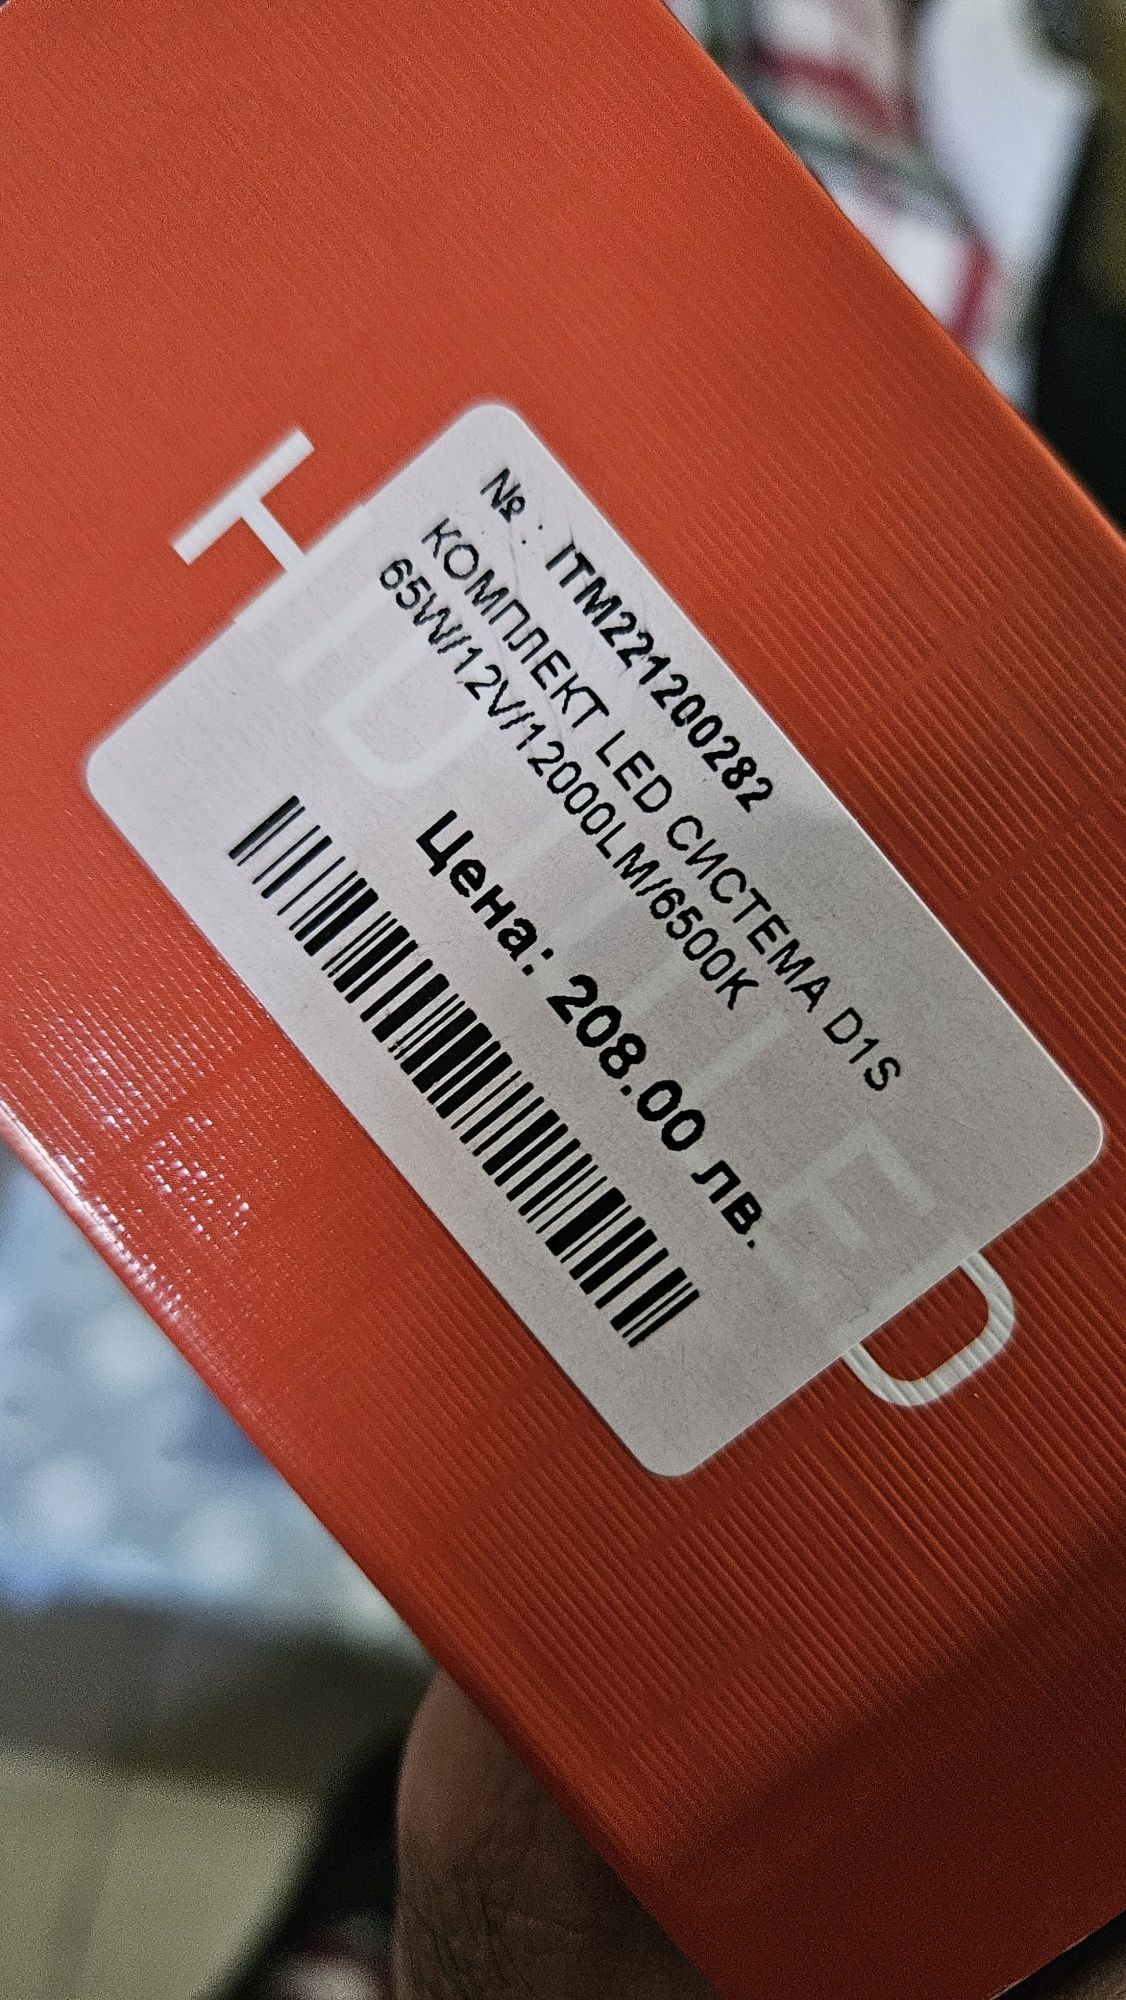 № : ITM221200282
КОМПЛЕКТ LED СИСТЕМА D1S
65W/12V/12000LM/6500K
Цена: 208.00 лв.